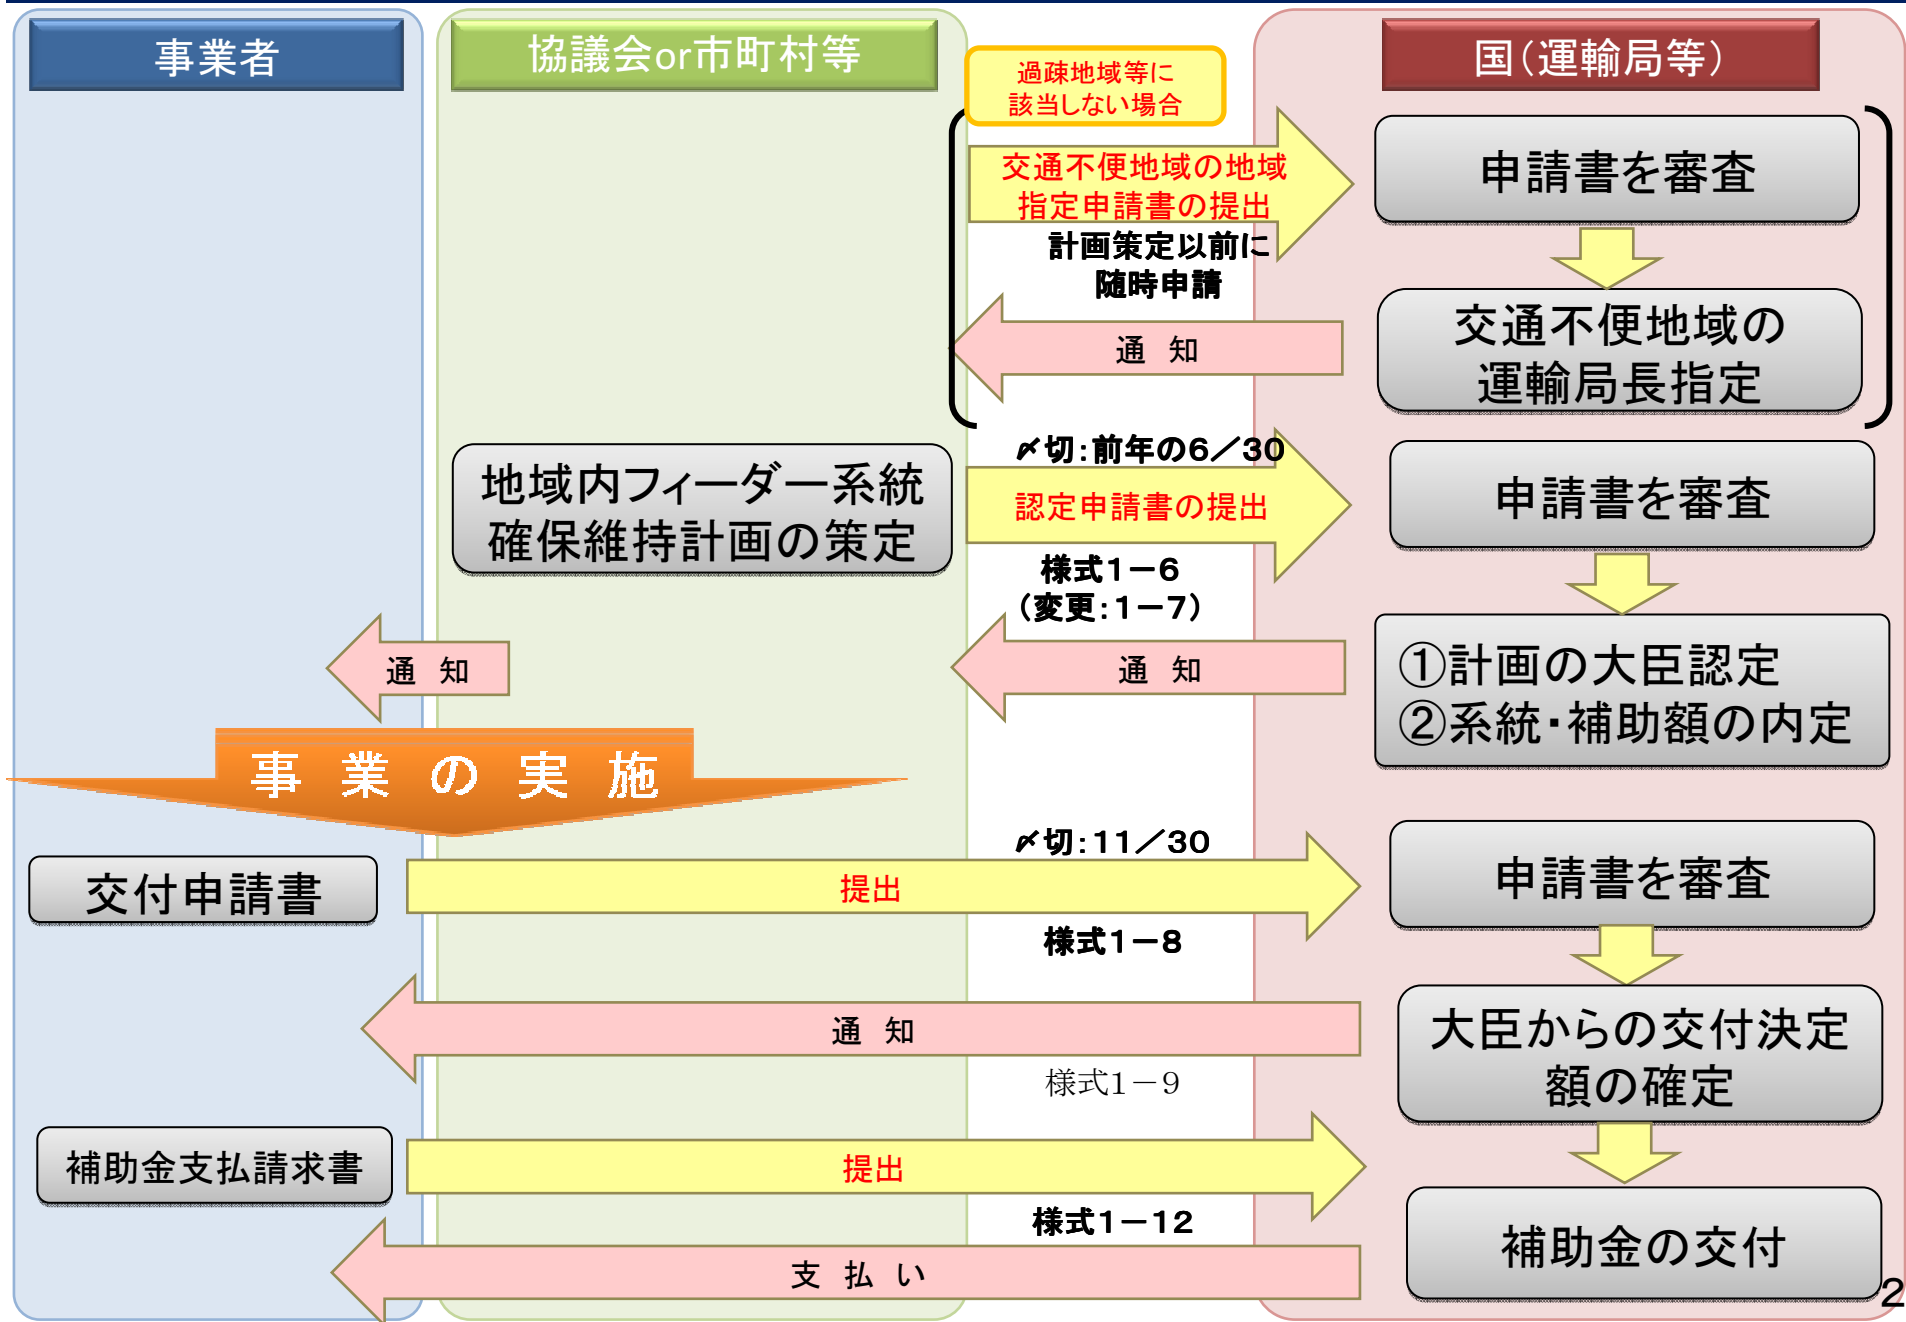 事業者
協議会or市町村等
国（運輸局等）
過疎地域等に
該当しない場合
交通不便地域の地域
指定申請書の提出
計画策定以前に
随時申請
申請書を審査
通　知
交通不便地域の
運輸局長指定
〆切：前年の６／３０
地域内フィーダー系統
確保維持計画の策定
認定申請書の提出
様式１－６
（変更：１－７）
申請書を審査
通　知
通　知
①計画の大臣認定
②系統・補助額の内定
事　業　の　実　施
〆切：１１／３０
交付申請書
提出
様式１－８
申請書を審査
通　知
様式１－９
大臣からの交付決定
額の確定
補助金支払請求書
提出
様式１－１２
支　払　い
補助金の交付
2